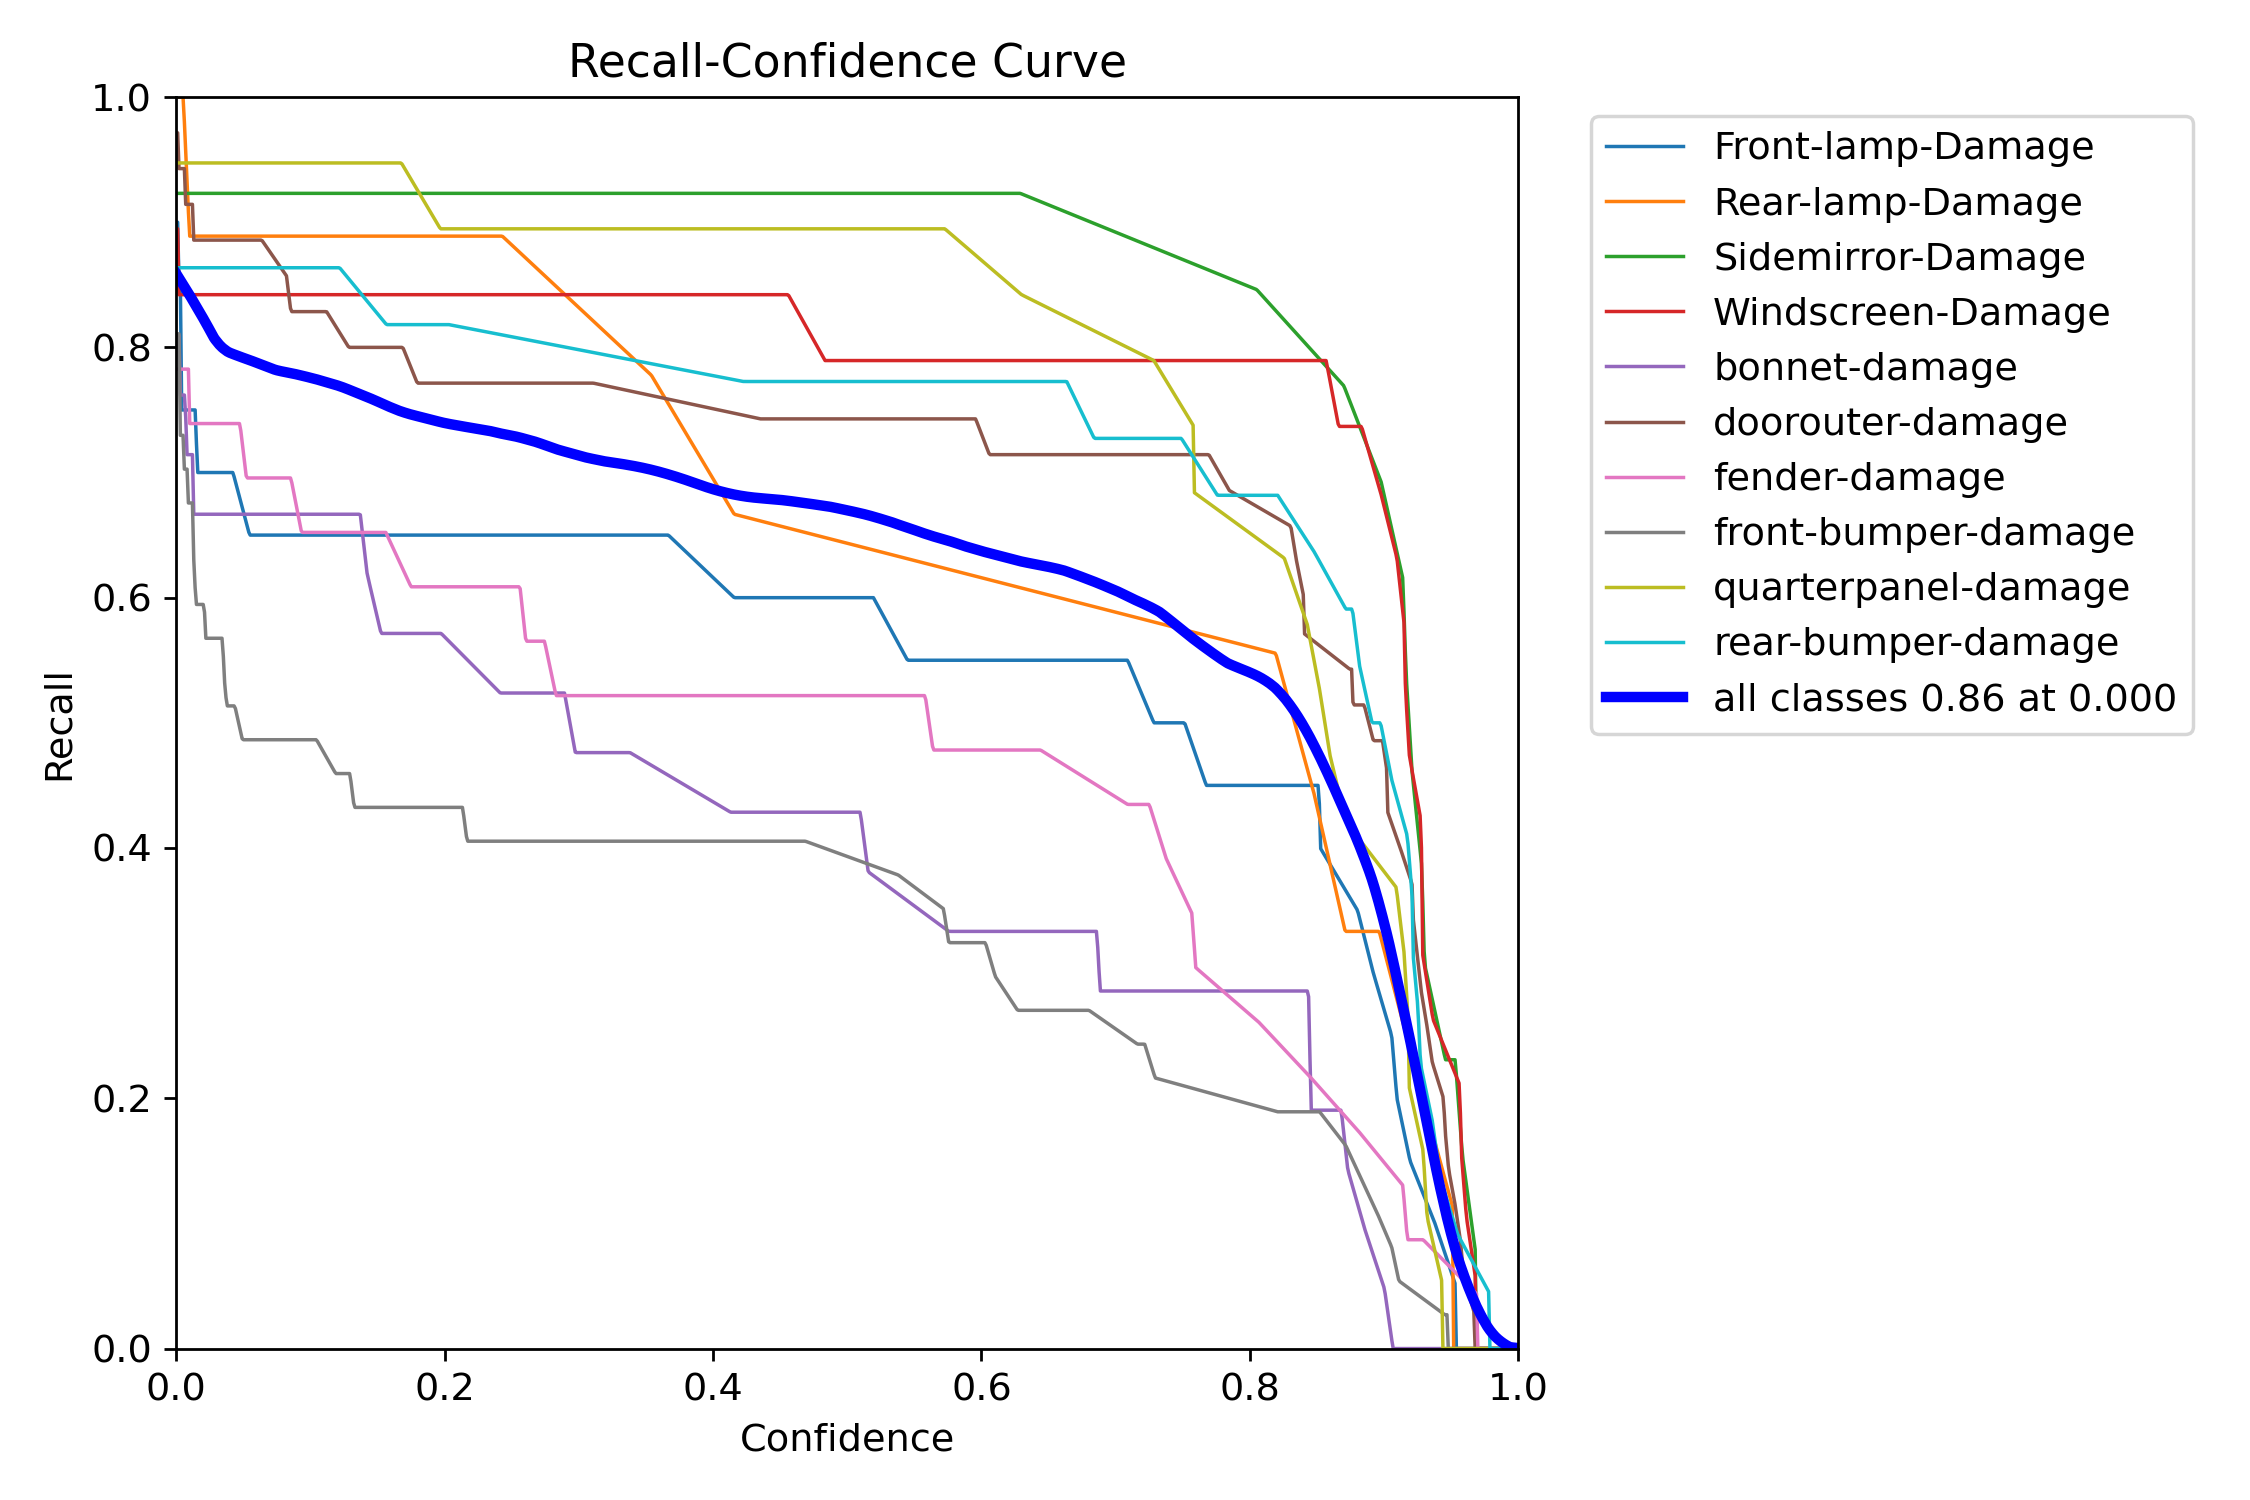 Recall-Confidence Curve
1.0
0.8
0.6
0.4
0.2
0.0
Recall
0.0 0.2 0.4 0.6 0.8 1.0
Confidence
Front-lamp-Damage
Rear-lamp-Damage
Sidemirror-Damage
Windscreen-Damage
bonnet-damage
doorouter-damage
fender-damage
front-bumper-damage
quarterpanel-damage
rear-bumper-damage
all classes 0.86 at 0.000